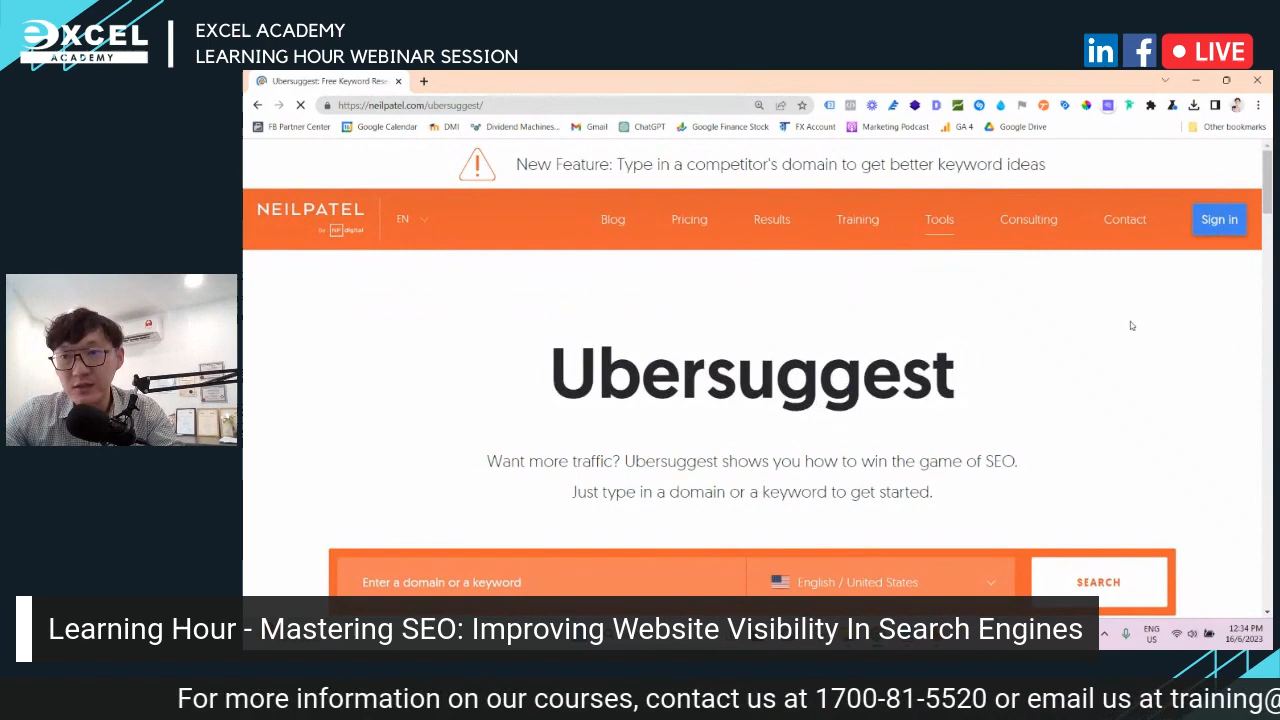 EXCEL
ACADEMY
EXCEL ACADEMY
LEARNING HOUR WEBINAR SESSION
in f LIVE
Ubersuggest: Free Keyword Rese
https://neilpatel.com/ubersuggest/
FB Partner Center Google Calendar DMI Dividend Machines... Gmail ChatGPT Google Finance Stock FX Account Marketing Podcast GA 4 Google Drive Other bookmarks
New Feature: Type in a competitor's domain to get better keyword ideas
NEILPATEL
By NP digital
EN
Blog Pricing Results Training Tools Consulting Contact Sign in
Ubersuggest
Want more traffic? Ubersuggest shows you how to win the game of SEO.
Just type in a domain or a keyword to get started.
Enter a domain or a keyword English / United States SEARCH
Learning Hour - Mastering SEO: Improving Website Visibility In Search Engines
ENG
US
12:34 PM
16/6/2023
For more information on our courses, contact us at 1700-81-5520 or email us at training@